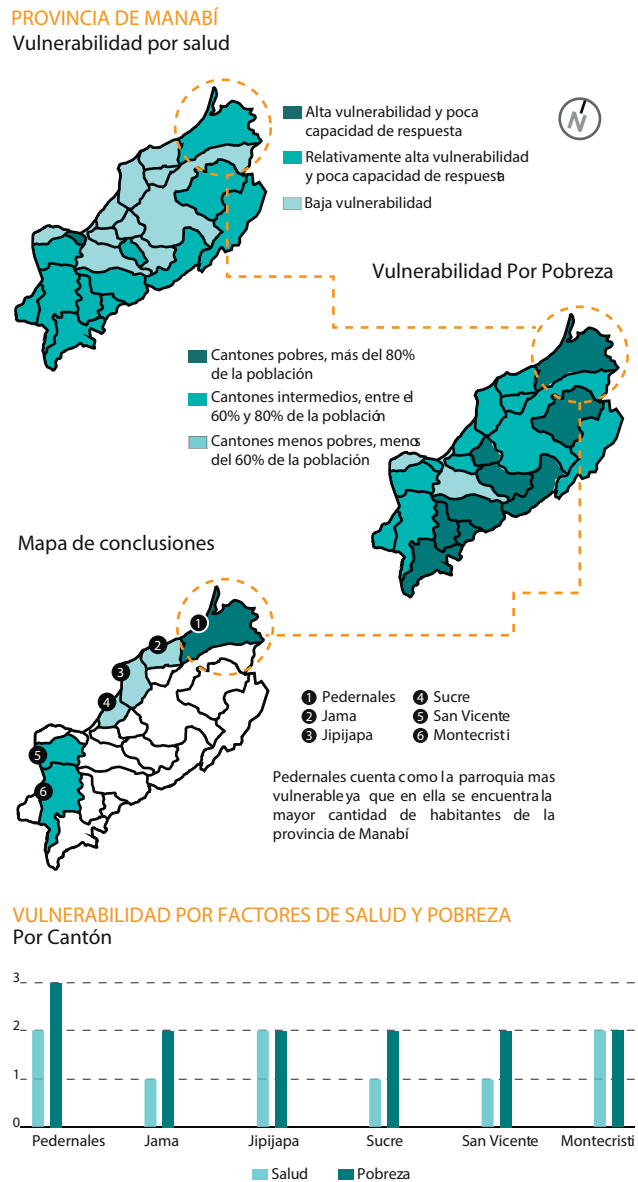 PROVINCIA DE MANABÍ
Vulnerabilidad por salud
Alta vulnerabilidad y poca
capacidad de respuesta
Relativamente alta vulnerabilidad
y poca capacidad de respuesta
Baja vulnerabilidad
N
Vulnerabilidad Por Pobreza
Cantones pobres, más del 80%
de la población
Cantones intermedios, entre el
60% y 80% de la población
Cantones menos pobres, menos
del 60% de la población
Mapa de conclusiones
1
2
3
4
5
6
1 Pedernales
2 Jama
3 Jipijapa
4 Sucre
5 San Vicente
6 Montecristi
Pedernales cuenta como la parroquia mas
vulnerable ya que en ella se encuentra la
mayor cantidad de habitantes de la
provincia de Manabí
VULNERABILIDAD POR FACTORES DE SALUD Y POBREZA
Por Cantón
3
2
1
0
Pedernales Jama Jipijapa Sucre San Vicente Montecristi
Salud Pobreza